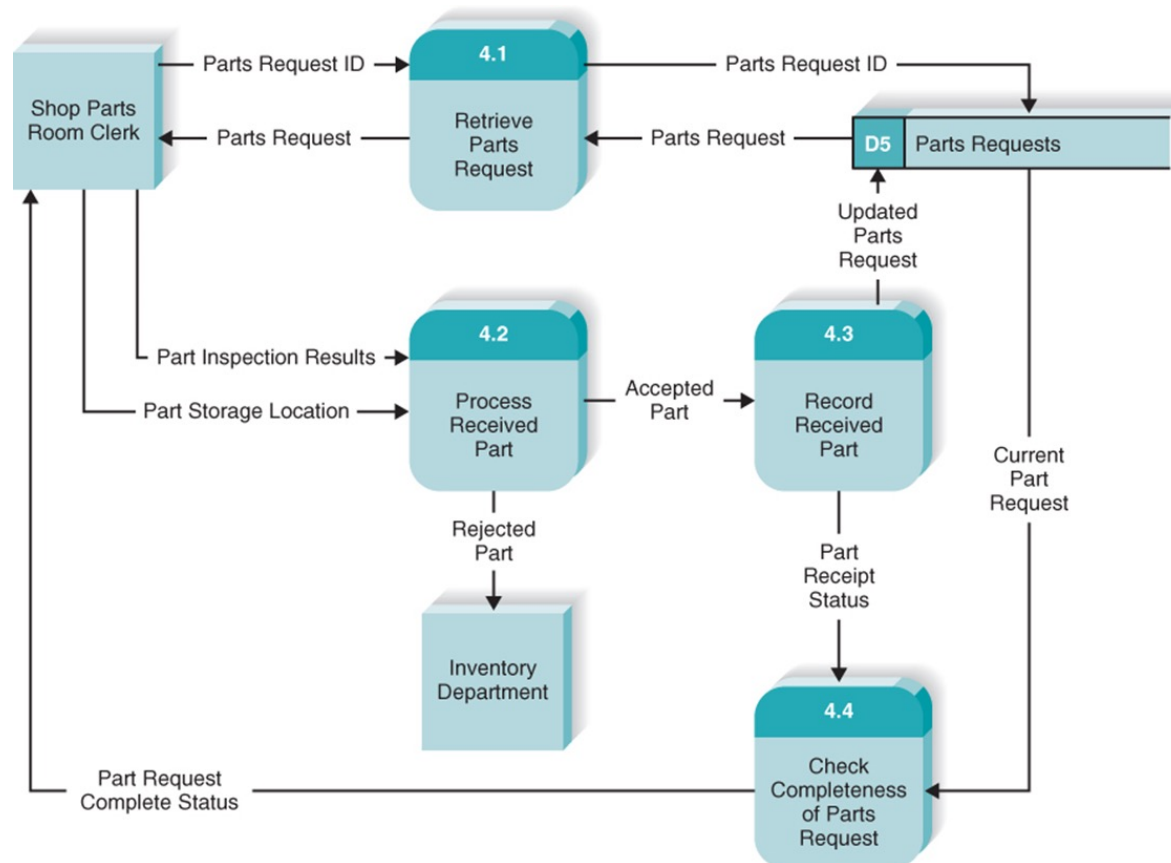 Parts Request ID
4.1
Parts Request ID
Shop Parts
Room Clerk
Parts Request
Retrieve
Parts
Request
Parts Request
D5
Parts Requests
Updated
Parts
Request
Part Inspection Results
Part Storage Location
4.2
Process
Received
Part
Accepted
Part
4.3
Record
Received
Part
Current
Part
Request
Rejected
Part
Part
Receipt
Status
Inventory
Department
4.4
Check
Completeness
of Parts
Request
Part Request
Complete Status